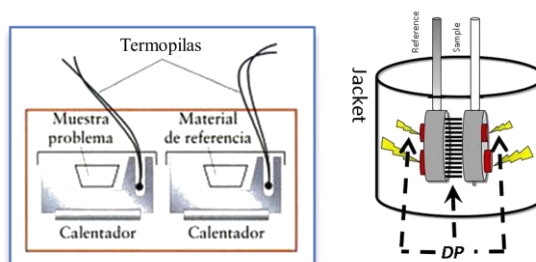 Termopilas
Muestra
problema
Material
de referencia
Calentador
Calentador
Reference
Sample
Jacket
DP